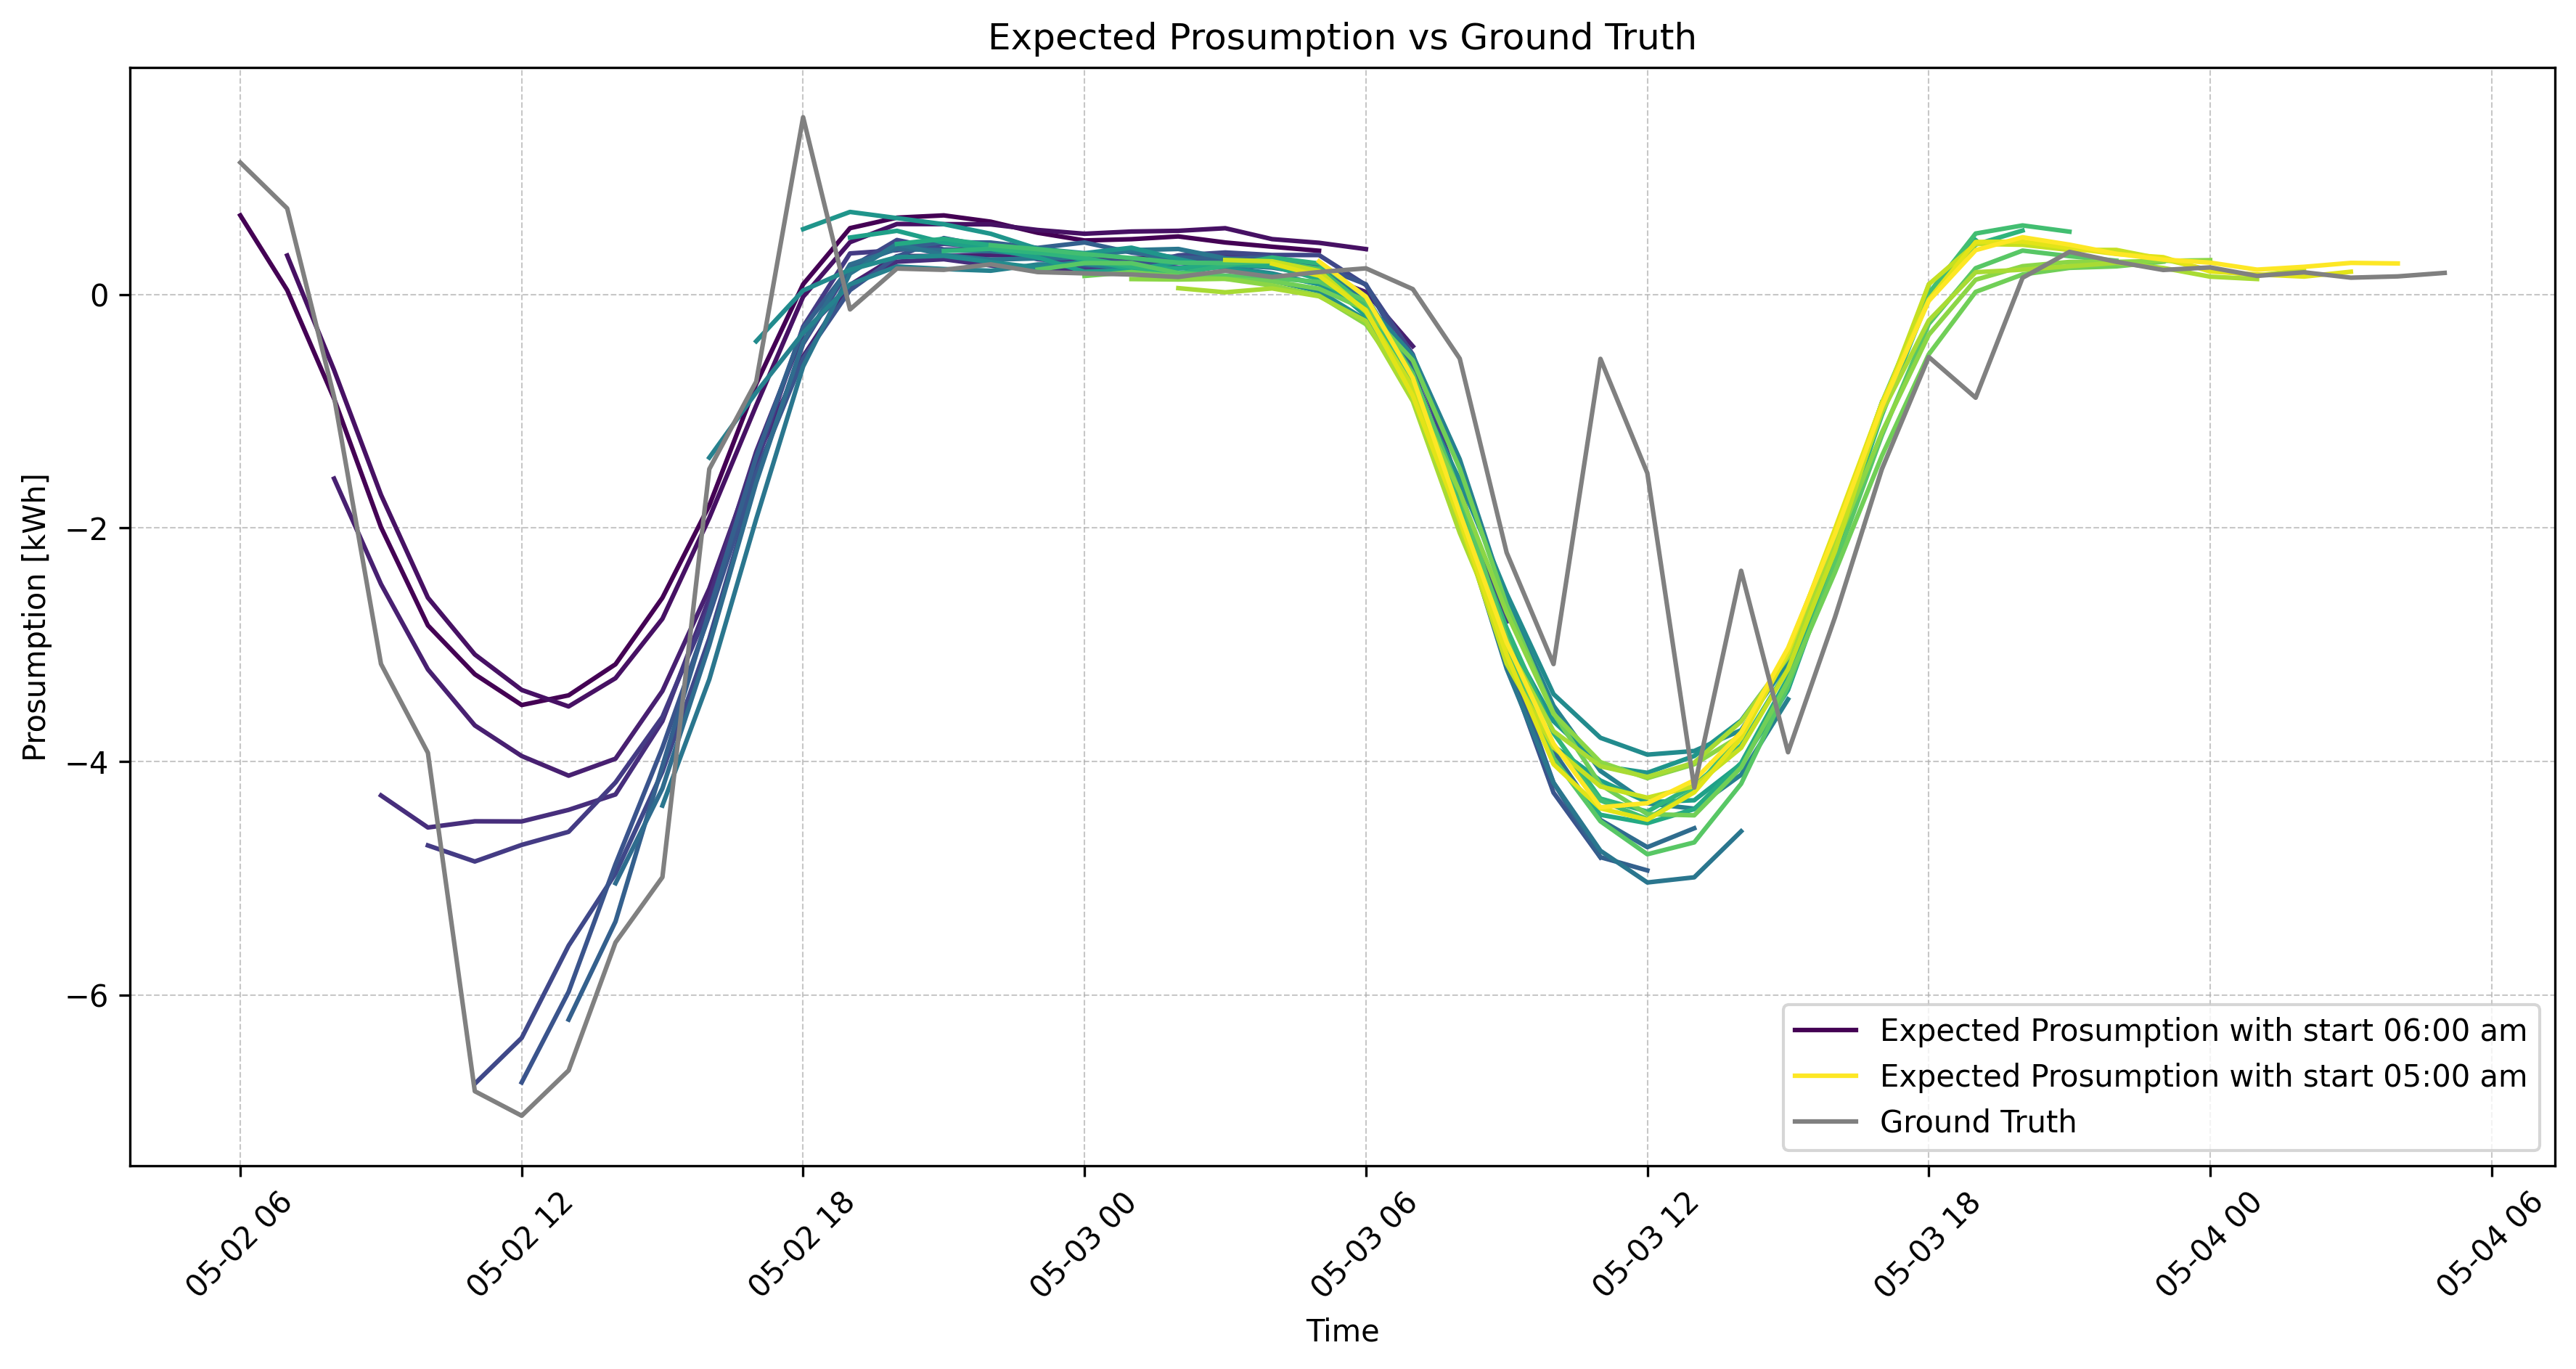 Expected Prosumption vs Ground Truth
Prosumption [kWh]
0
−2
−4
−6
Expected Prosumption with start 06:00 am
Expected Prosumption with start 05:00 am
Ground Truth
05-02 06
05-02 12
05-02 18
05-03 00
05-03 06
05-03 12
05-03 18
05-04 00
05-04 06
Time